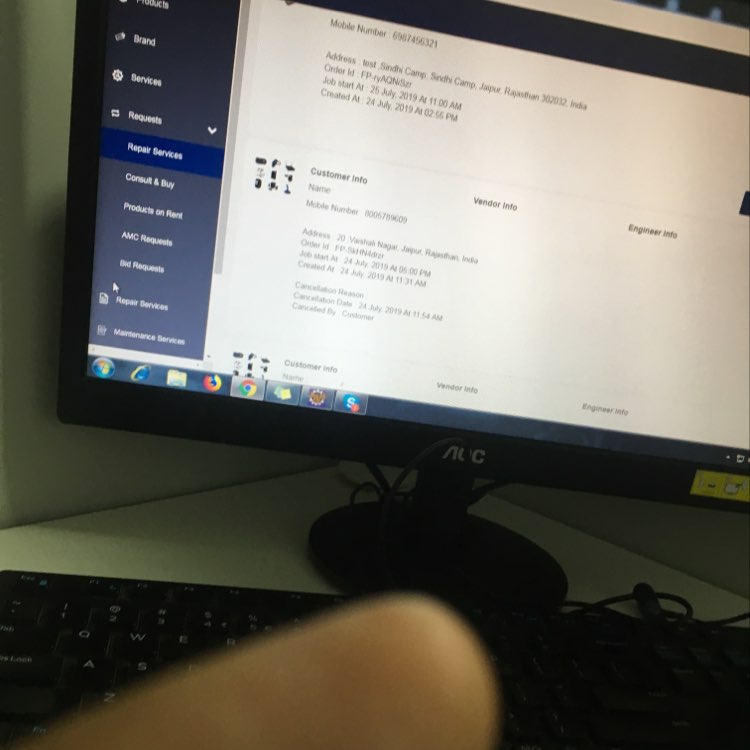 Products
Brand
Services
Requests
Repair Services
Consult & Buy
Products on Rent
AMC Requests
Bid Requests
Repair Services
Maintenance Services
Mobile Number : 6987456321
Address : test ,Sindhi Camp, Sindhi Camp, Jaipur, Rajasthan 302032, India
Order Id :
Job start At : 25 July, 2019 At 11:00 AM
Created At : 24 July, 2019 At 02:55 PM
Customer Info
Vendor Info
Engineer Info
Name
Mobile Number : 8005789609
Address : 20 Vaishali Nagar, Jaipur, Rajasthan, India
Order Id :
Job start At : 24 July, 2019 At 05:00 PM
Created At : 24 July, 2019 At 11:31 AM
Cancellation Reason
Cancellation Date : 24 July, 2019 At 11:54 AM
Cancelled By : Customer
Customer Info
Vendor Info
Engineer Info
Name
AOC
Q W E
A S
Z